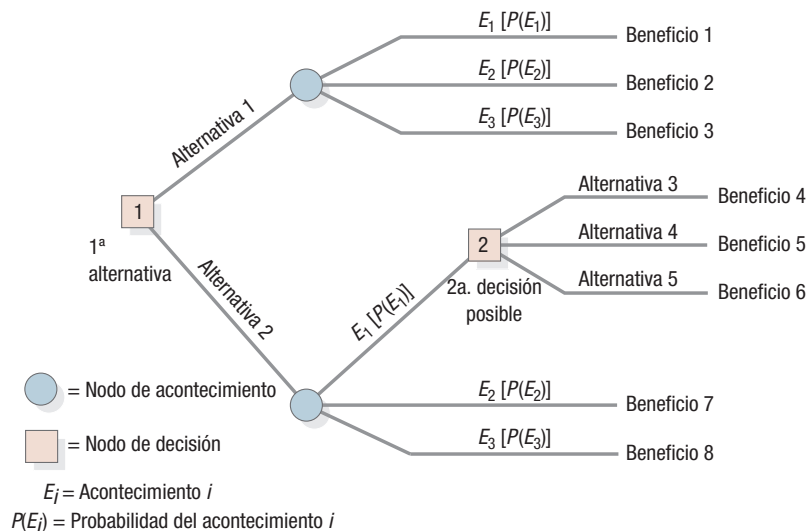 E1 [P(E1)]
Beneficio 1
E2 [P(E2)]
Beneficio 2
E3 [P(E3)]
Beneficio 3
Alternativa 1
1
1ª
alternativa
Alternativa 2
Alternativa 3
Beneficio 4
2
Alternativa 4
Beneficio 5
Alternativa 5
Beneficio 6
2a. decisión
posible
E1 [P(E1)]
E2 [P(E2)]
Beneficio 7
E3 [P(E3)]
Beneficio 8
= Nodo de acontecimiento
= Nodo de decisión
Ei = Acontecimiento i
P(Ei) = Probabilidad del acontecimiento i